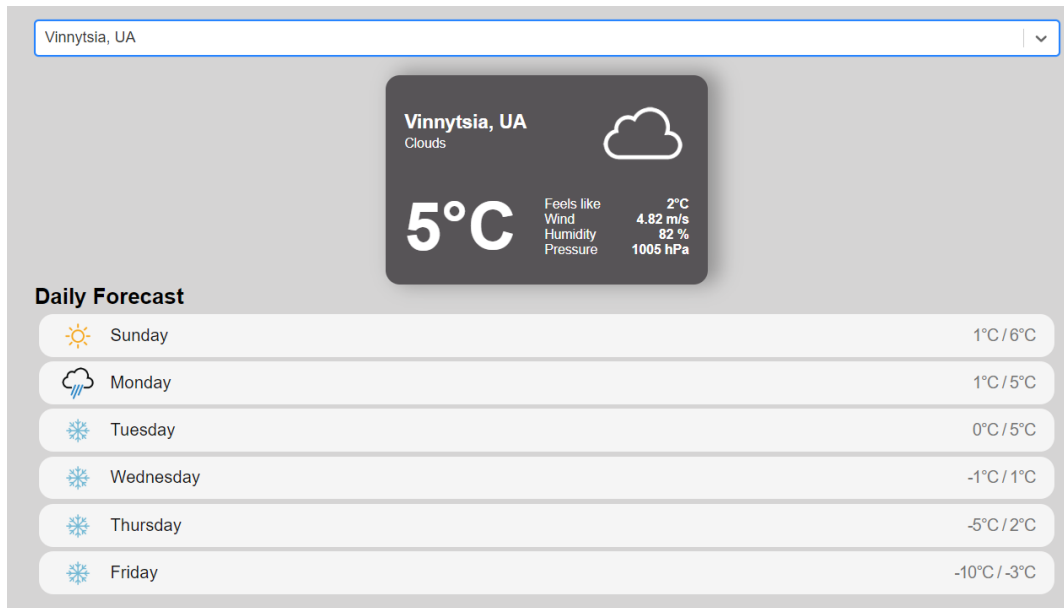 Vinnytsia, UA
Vinnytsia, UA
Clouds
5°C
Feels like 2°C
Wind 4.82 m/s
Humidity 82 %
Pressure 1005 hPa
Daily Forecast
Sunday 1°C / 6°C
Monday 1°C / 5°C
Tuesday 0°C / 5°C
Wednesday -1°C / 1°C
Thursday -5°C / 2°C
Friday -10°C / -3°C